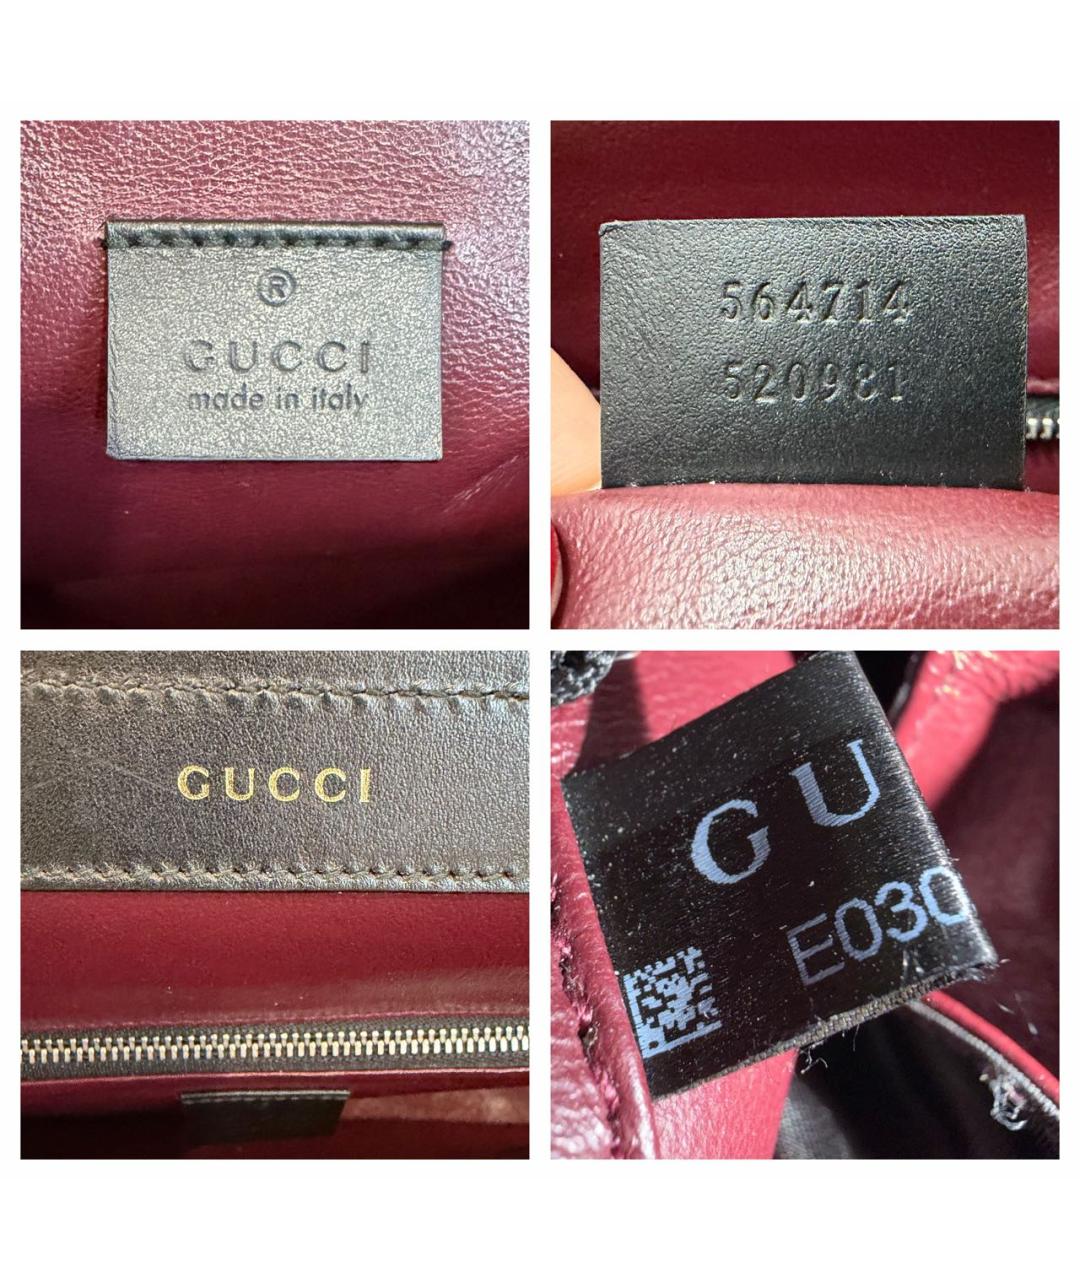 ®
GUCCI
made in italy
564714
520981
GUCCI
GU
E030